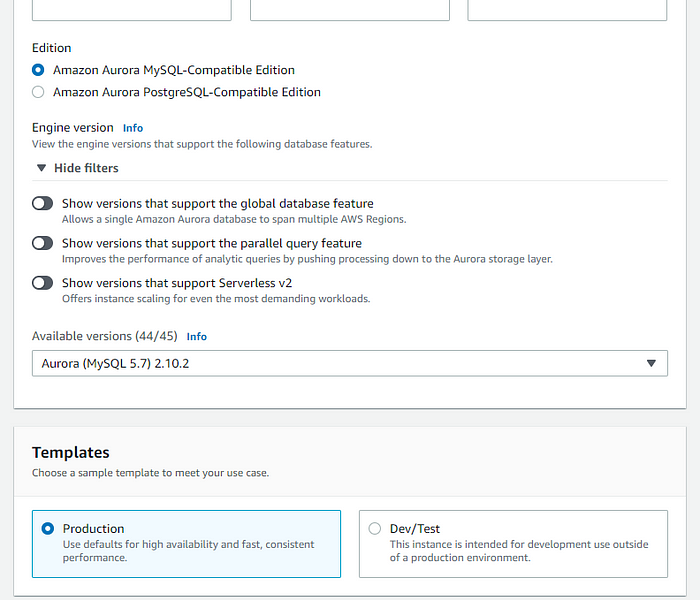 Edition
Amazon Aurora MySQL-Compatible Edition
Amazon Aurora PostgreSQL-Compatible Edition
Engine version Info
View the engine versions that support the following database features.
Hide filters
Show versions that support the global database feature
Allows a single Amazon Aurora database to span multiple AWS Regions.
Show versions that support the parallel query feature
Improves the performance of analytic queries by pushing processing down to the Aurora storage layer.
Show versions that support Serverless v2
Offers instance scaling for even the most demanding workloads.
Available versions (44/45) Info
Aurora (MySQL 5.7) 2.10.2
Templates
Choose a sample template to meet your use case.
Production
Use defaults for high availability and fast, consistent
performance.
Dev/Test
This instance is intended for development use outside
of a production environment.